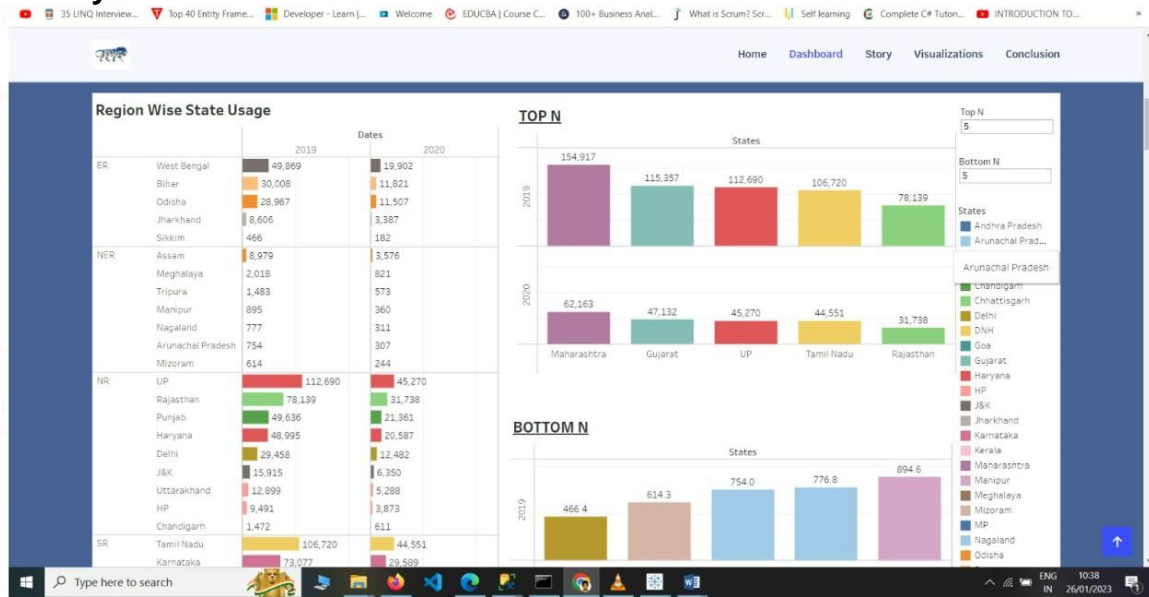 35 LINQ Interview...
Top 40 Entity Frame...
Developer - Learn |...
Welcome
EDUCBA | Course C...
100+ Business Anal...
What is Scrum? Scr...
Self learning
Complete C# Tutori...
INTRODUCTION TO...
»
Home Dashboard Story Visualizations Conclusion
Region Wise State Usage
Dates
2019 2020
ER West Bengal 49,869 19,902
Bihar 30,008 11,821
Odisha 28,967 11,507
Jharkhand 8,606 3,387
Sikkim 466 182
NER Assam 8,979 3,576
Meghalaya 2,018 821
Tripura 1,483 573
Manipur 895 360
Nagaland 777 311
Arunachal Pradesh 754 307
Mizoram 614 244
NR UP 112,690 45,270
Rajasthan 78,139 31,738
Punjab 49,636 21,361
Haryana 48,995 20,587
Delhi 29,458 12,482
J&K 15,915 6,350
Uttarakhand 12,899 5,288
HP 9,491 3,873
Chandigarh 1,472 611
SR Tamil Nadu 106,720 44,551
Karnataka 73,077 29,589
TOP N
States
2019
154,917 115,357 112,690 106,720 78,139
2020
62,163 47,132 45,270 44,551 31,738
Maharashtra Gujarat UP Tamil Nadu Rajasthan
BOTTOM N
States
2019
466.4 614.3 754.0 776.8 894.6
Top N
5
Bottom N
5
States
Andhra Pradesh
Arunachal Prad...
Arunachal Pradesh
Chandigarh
Chhattisgarh
Delhi
DNH
Goa
Gujarat
Haryana
HP
J&K
Jharkhand
Karnataka
Kerala
Maharashtra
Manipur
Meghalaya
Mizoram
MP
Nagaland
Odisha
Type here to search
ENG 10:38
IN 26/01/2023